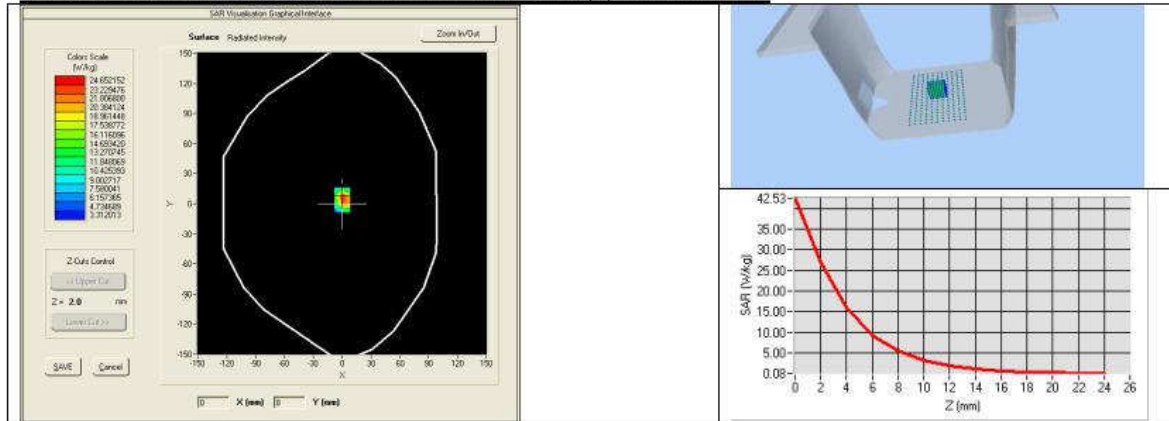 SAR Visualisation Graphical Interface
Surface Radiated Intensity
Zoom In/Out
Colors Scale
(W/kg)
24.652152
23.229476
21.806800
20.384124
18.961448
17.538772
16.116096
14.693420
13.270745
11.848069
10.425393
9.002717
7.580041
6.157365
4.734689
3.312013
Z-Cuts Control
<< Upper Cut
Z = 2.0 mm
Lower Cut >>
SAVE Cancel
150
120
90
60
30
0
-30
-60
-90
-120
-150
Y
-150 -120 -90 -60 -30 0 30 60 90 120 150
X
0 X (mm) 0 Y (mm)
42.53
35.00
30.00
25.00
20.00
15.00
10.00
5.00
0.08
SAR (W/kg)
0 2 4 6 8 10 12 14 16 18 20 22 24 26
Z (mm)